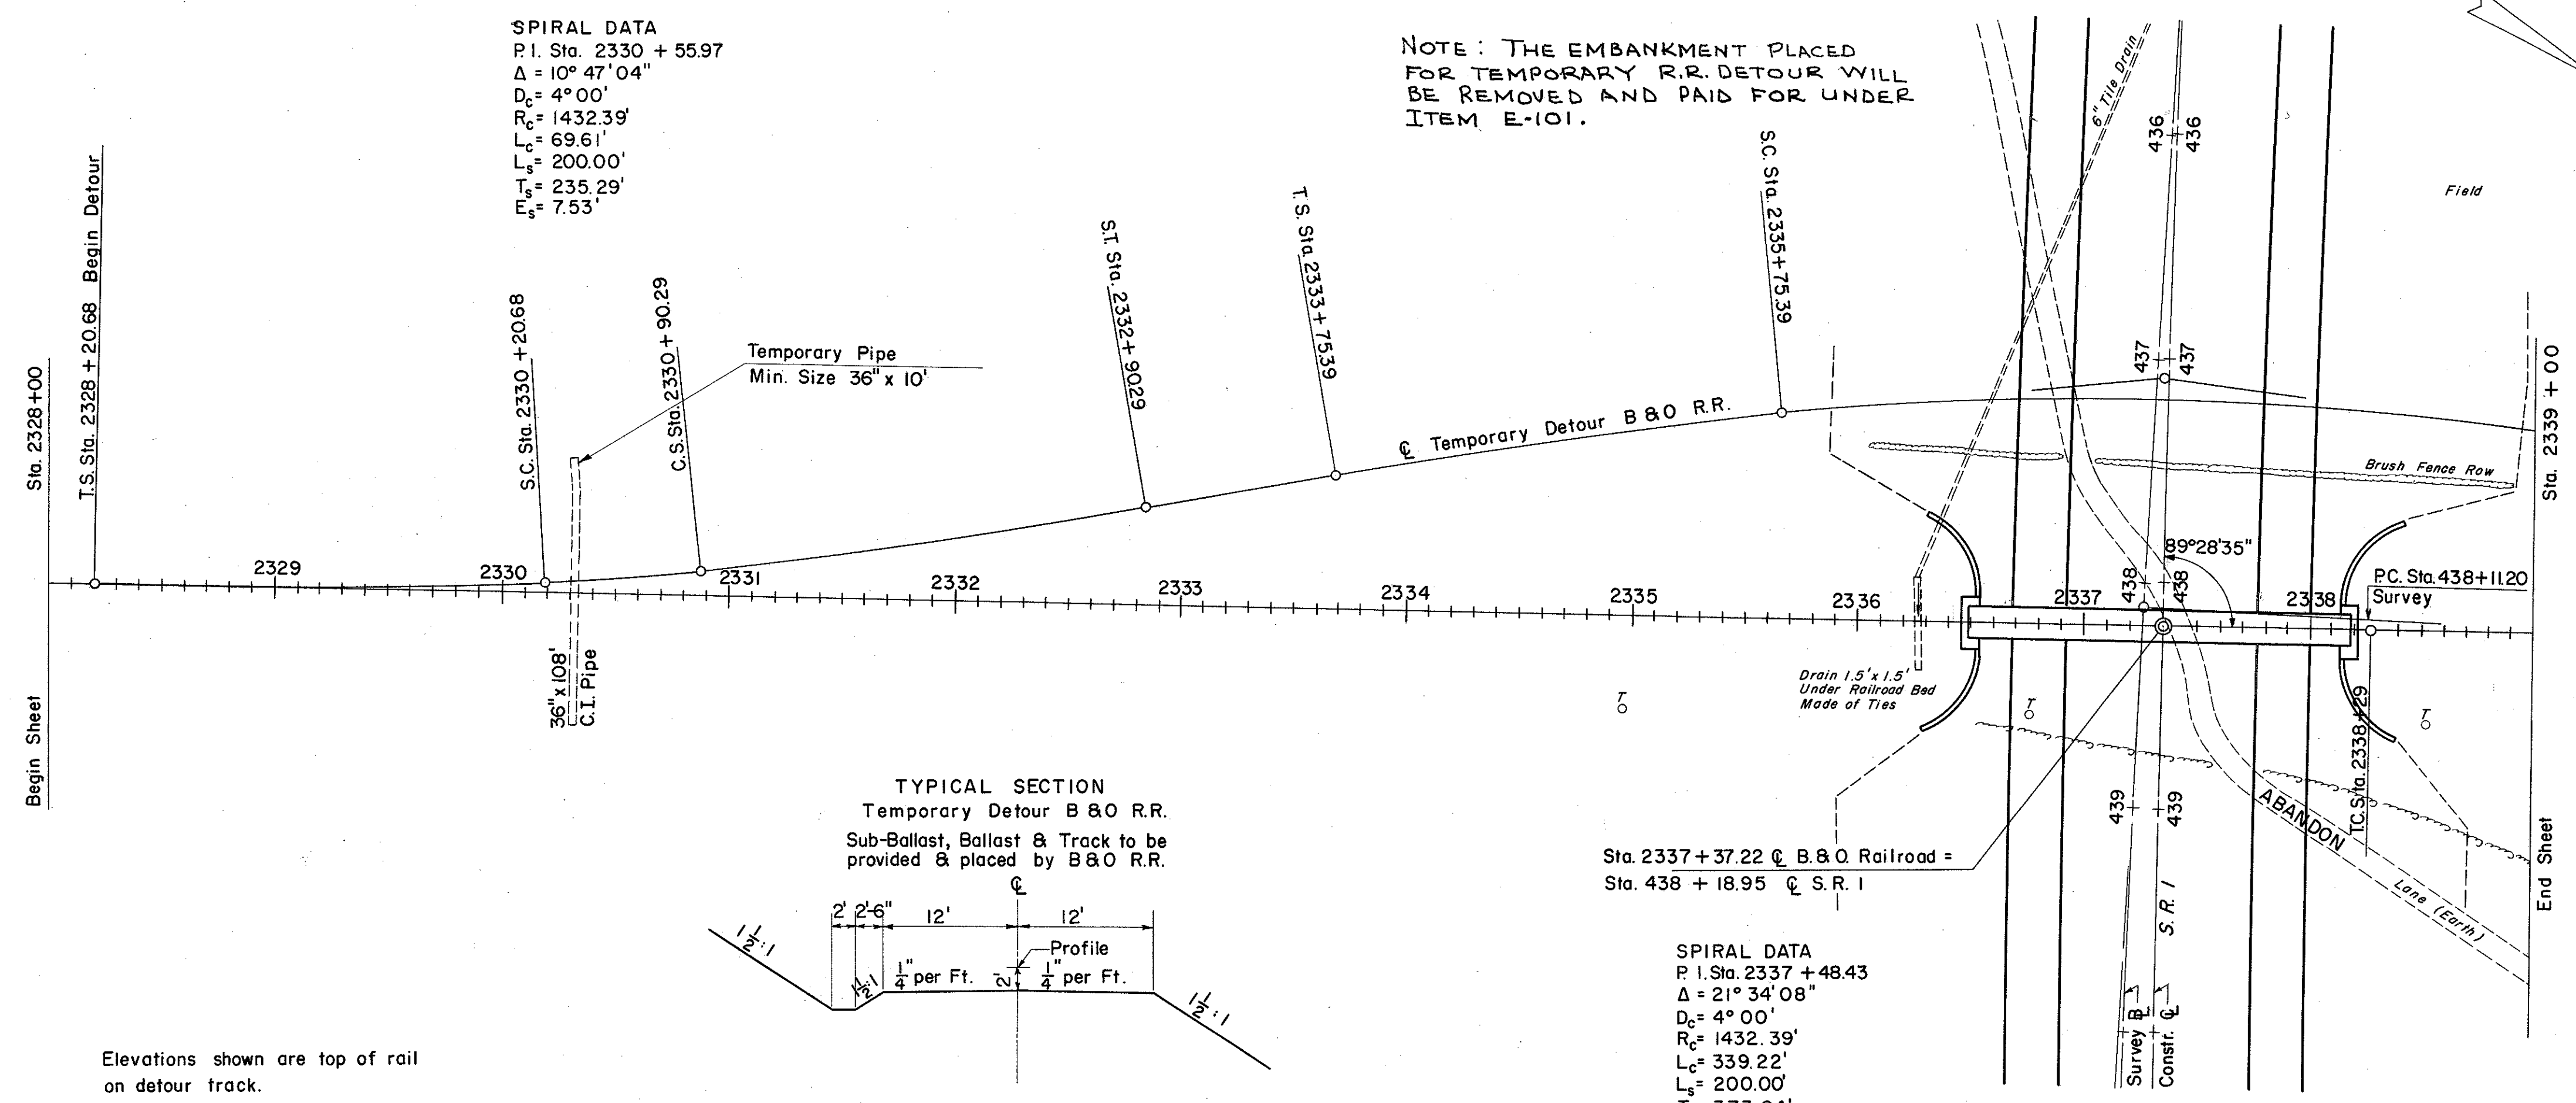 SPIRAL DATA
P.I. Sta. 2330 + 55.97
Δ = 10° 47' 04"
Dc= 4° 00'
Rc= 1432.39'
Lc= 69.61'
Ls= 200.00'
Ts= 235.29'
Es= 7.53'
NOTE: THE EMBANKMENT PLACED
FOR TEMPORARY R.R. DETOUR WILL
BE REMOVED AND PAID FOR UNDER
ITEM E-101.
Sta. 2328+00
Begin Sheet
T.S. Sta. 2328 + 20.68 Begin Detour
S.C. Sta. 2330 + 20.68
C.S. Sta. 2330 + 90.29
Temporary Pipe
Min. Size 36" x 10'
S.T. Sta. 2332 + 90.29
T.S. Sta. 2333 + 75.39
S.C. Sta. 2335 + 75.39
℄ Temporary Detour B & O R.R.
6" Tile Drain
436
436
437
437
Field
Brush Fence Row
Sta. 2339 + 00
End Sheet
2329
2330
2331
2332
2333
2334
2335
2336
2337
2338
438
438
89°28'35"
P.C. Sta. 438+11.20
Survey
36" x 108'
C.I. Pipe
Drain 1.5' x 1.5'
Under Railroad Bed
Made of Ties
T
T
T
T.C. Sta. 2338+29
439
439
ABANDON
Lane (Earth)
Sta. 2337+37.22 ℄ B.&O. Railroad =
Sta. 438 + 18.95 ℄ S.R. 1
S.R. 1
Survey ℄
Constr. ℄
TYPICAL SECTION
Temporary Detour B & O R.R.
Sub-Ballast, Ballast & Track to be
provided & placed by B & O R.R.
℄
2' 2'-6" 12' 12'
Profile
1 1/2 : 1
1 1/2 : 1
1/4" per Ft.
2'
1/4" per Ft.
1 1/2 : 1
Elevations shown are top of rail
on detour track.
SPIRAL DATA
P.I. Sta. 2337 + 48.43
Δ = 21° 34' 08"
Dc= 4° 00'
Rc= 1432.39'
Lc= 339.22'
Ls= 200.00'